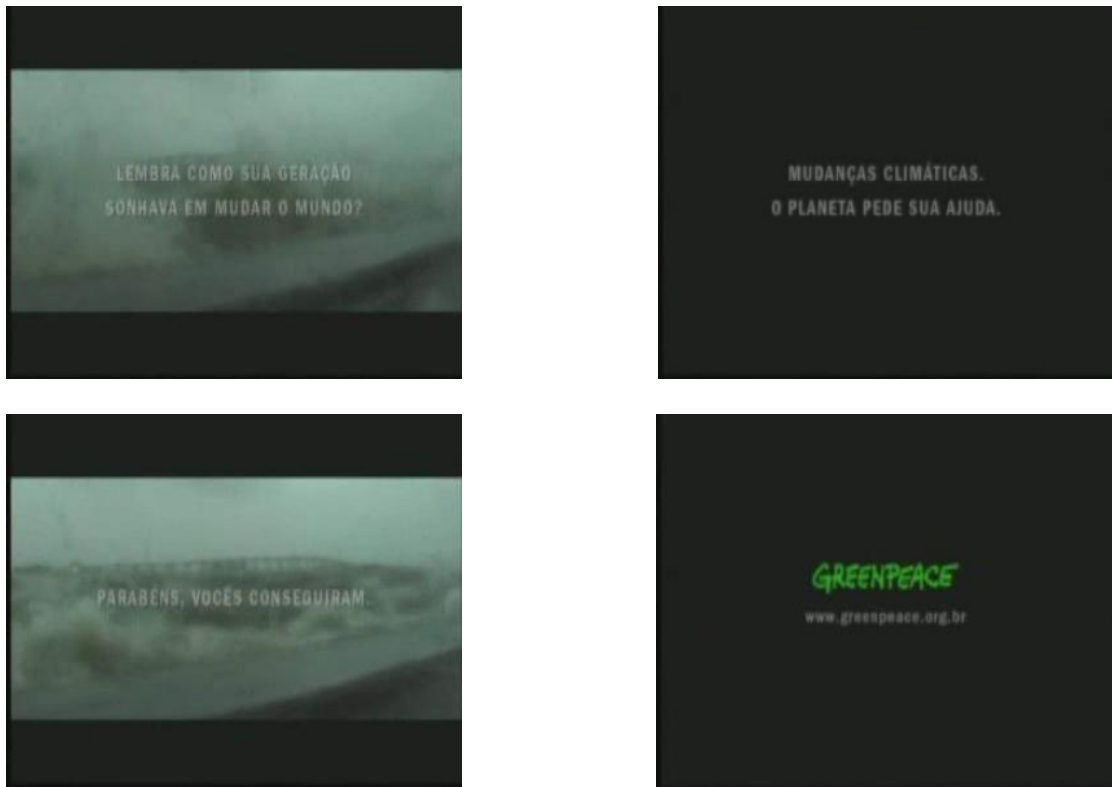 LEMBRA COMO SUA GERAÇÃO
SONHAVA EM MUDAR O MUNDO?
PARABÉNS, VOCÊS CONSEGUIRAM.
MUDANÇAS CLIMÁTICAS.
O PLANETA PEDE SUA AJUDA.
GREENPEACE
www.greenpeace.org.br